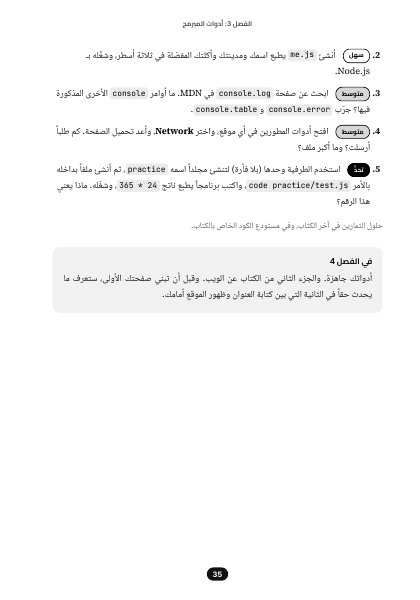 الفصل 3: أدوات المبرمج
2. سهل أنشئ me.js يطبع اسمك ومدينتك وأكلتك المفضلة في ثلاثة أسطر، وشغّله بـ
Node.js.
3. متوسط ابحث عن صفحة console.log في MDN. ما أوامر console الأخرى المذكورة
فيها؟ جرّب console.error و console.table.
4. متوسط افتح أدوات المطورين في أي موقع، واختر Network، وأعد تحميل الصفحة. كم طلباً
أُرسلت؟ وما أكبر ملف؟
5. تحدٍّ استخدم الطرفية وحدها (بلا فأرة) لتنشئ مجلداً اسمه practice، ثم أنشئ ملفاً بداخله
بالأمر code practice/test.js، واكتب برنامجاً يطبع ناتج 24 * 365، وشغّله. ماذا يعني
هذا الرقم؟
حلول التمارين في آخر الكتاب، وفي مستودع الكود الخاص بالكتاب.
في الفصل 4
أدواتك جاهزة. والجزء الثاني من الكتاب عن الويب. وقبل أن تبني صفحتك الأولى، ستعرف ما
يحدث حقاً في الثانية التي بين كتابة العنوان وظهور الموقع أمامك.
35